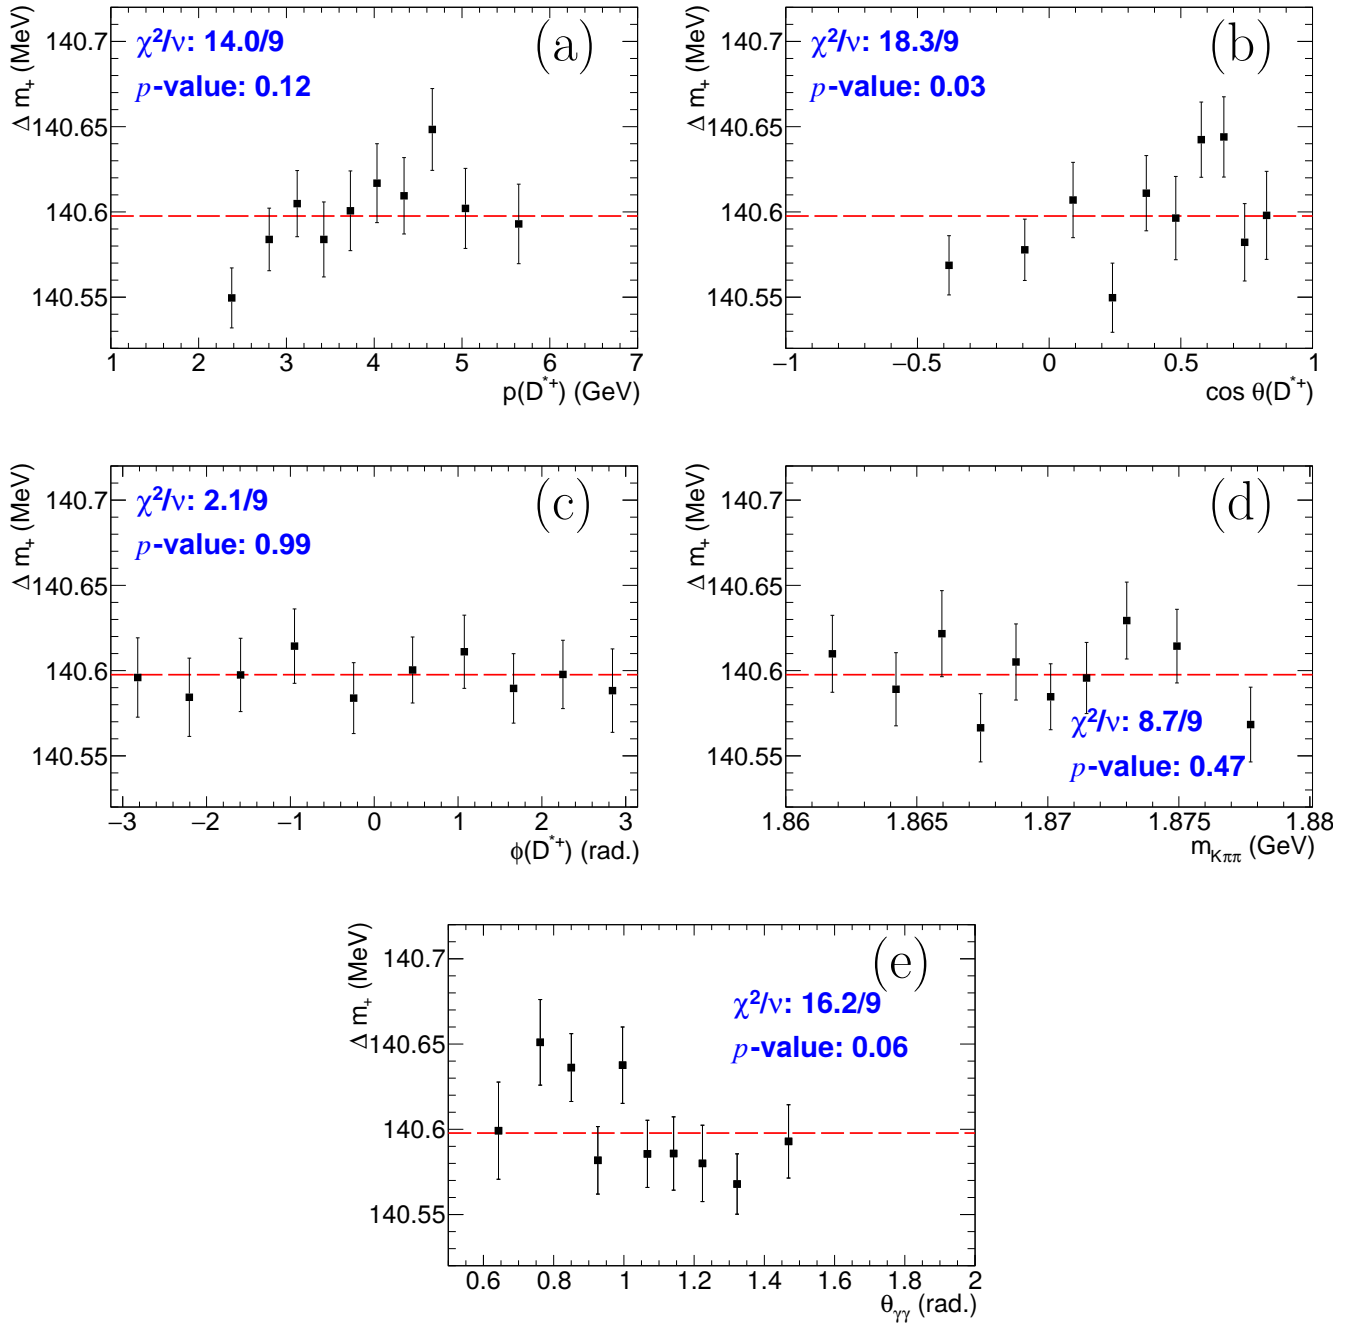 Δ m+ (MeV)
140.7
140.65
140.6
140.55
χ²/ν: 14.0/9
p-value: 0.12
(a)
1 2 3 4 5 6 7
p(D*+) (GeV)
Δ m+ (MeV)
140.7
140.65
140.6
140.55
χ²/ν: 18.3/9
p-value: 0.03
(b)
−1 −0.5 0 0.5 1
cos θ(D*+)
Δ m+ (MeV)
140.7
140.65
140.6
140.55
χ²/ν: 2.1/9
p-value: 0.99
(c)
−3 −2 −1 0 1 2 3
ϕ(D*+) (rad.)
Δ m+ (MeV)
140.7
140.65
140.6
140.55
(d)
χ²/ν: 8.7/9
p-value: 0.47
1.86 1.865 1.87 1.875 1.88
mKππ (GeV)
Δ m+ (MeV)
140.7
140.65
140.6
140.55
(e)
χ²/ν: 16.2/9
p-value: 0.06
0.6 0.8 1 1.2 1.4 1.6 1.8 2
θγγ (rad.)